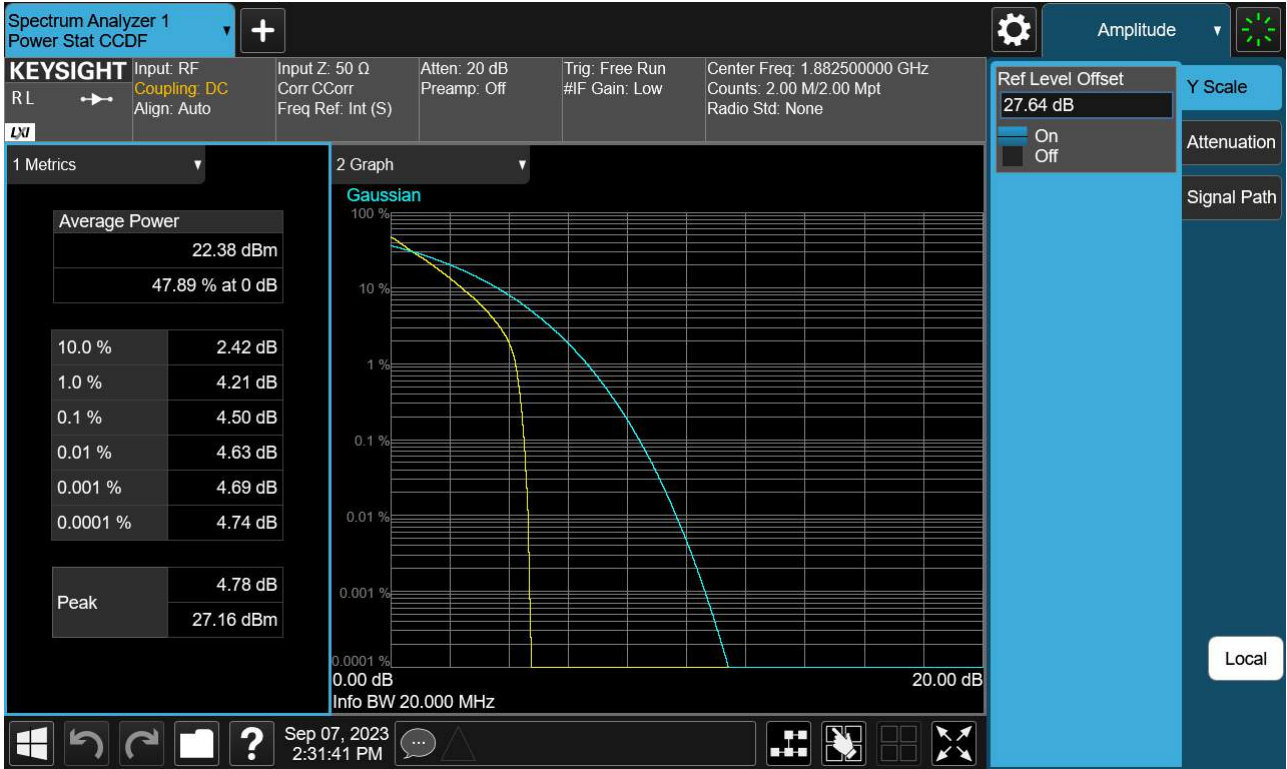 Spectrum Analyzer 1
Power Stat CCDF
Amplitude
KEYSIGHT
RL
LXI
Input: RF
Coupling: DC
Align: Auto
Input Z: 50 Ω
Corr CCorr
Freq Ref: Int (S)
Atten: 20 dB
Preamp: Off
Trig: Free Run
#IF Gain: Low
Center Freq: 1.882500000 GHz
Counts: 2.00 M/2.00 Mpt
Radio Std: None
Ref Level Offset
27.64 dB
On
Off
Y Scale
Attenuation
Signal Path
Local
1 Metrics
Average Power
22.38 dBm
47.89 % at 0 dB
10.0 % 2.42 dB
1.0 % 4.21 dB
0.1 % 4.50 dB
0.01 % 4.63 dB
0.001 % 4.69 dB
0.0001 % 4.74 dB
Peak
4.78 dB
27.16 dBm
2 Graph
Gaussian
100 %
10 %
1 %
0.1 %
0.01 %
0.001 %
0.0001 %
0.00 dB 20.00 dB
Info BW 20.000 MHz
?
Sep 07, 2023
2:31:41 PM